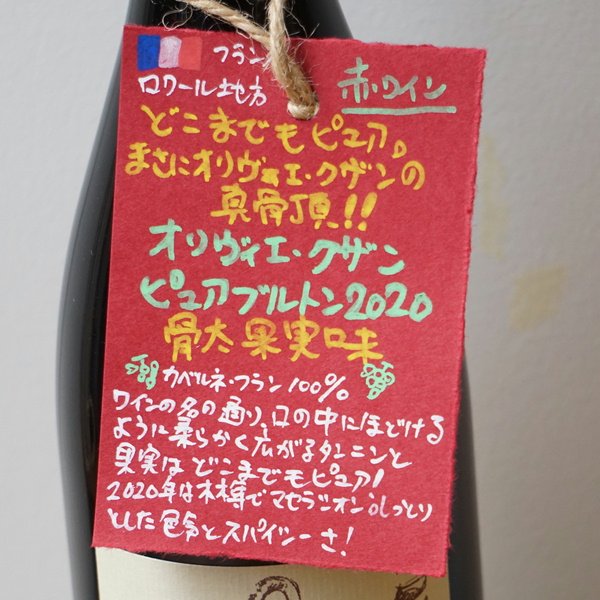 フラン
ロワール地方
赤ワイン
どこまでもピュア。
まさにオリヴィエ・クザンの
真骨頂!!
オリヴィエ・クザン
ピュアブルトン2020
骨太果実味
カベルネ・フラン100%
ワインの名の通り、口の中にほどける
ように柔らかく広がるタンニンと
果実はどこまでもピュア!
2020年は木樽でマセラシオン しっとり
とした色気とスパイシーさ!